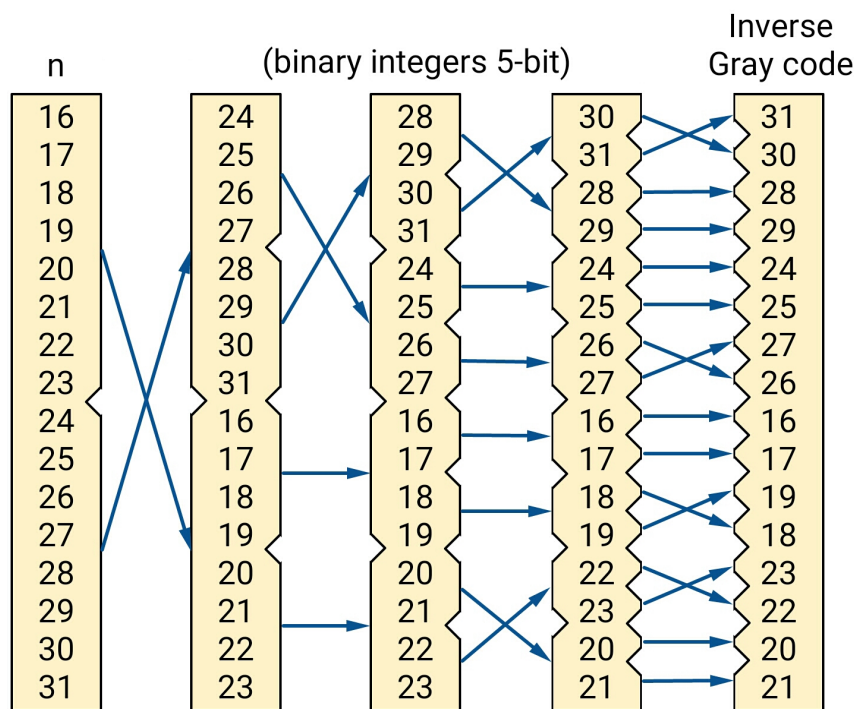 Inverse
n (binary integers 5-bit) Gray code
16 24 28 30 31
17 25 29 31 30
18 26 30 28 28
19 27 31 29 29
20 28 24 24 24
21 29 25 25 25
22 30 26 26 27
23 31 27 27 26
24 16 16 16 16
25 17 17 17 17
26 18 18 18 19
27 19 19 19 18
28 20 20 22 23
29 21 21 23 22
30 22 22 20 20
31 23 23 21 21